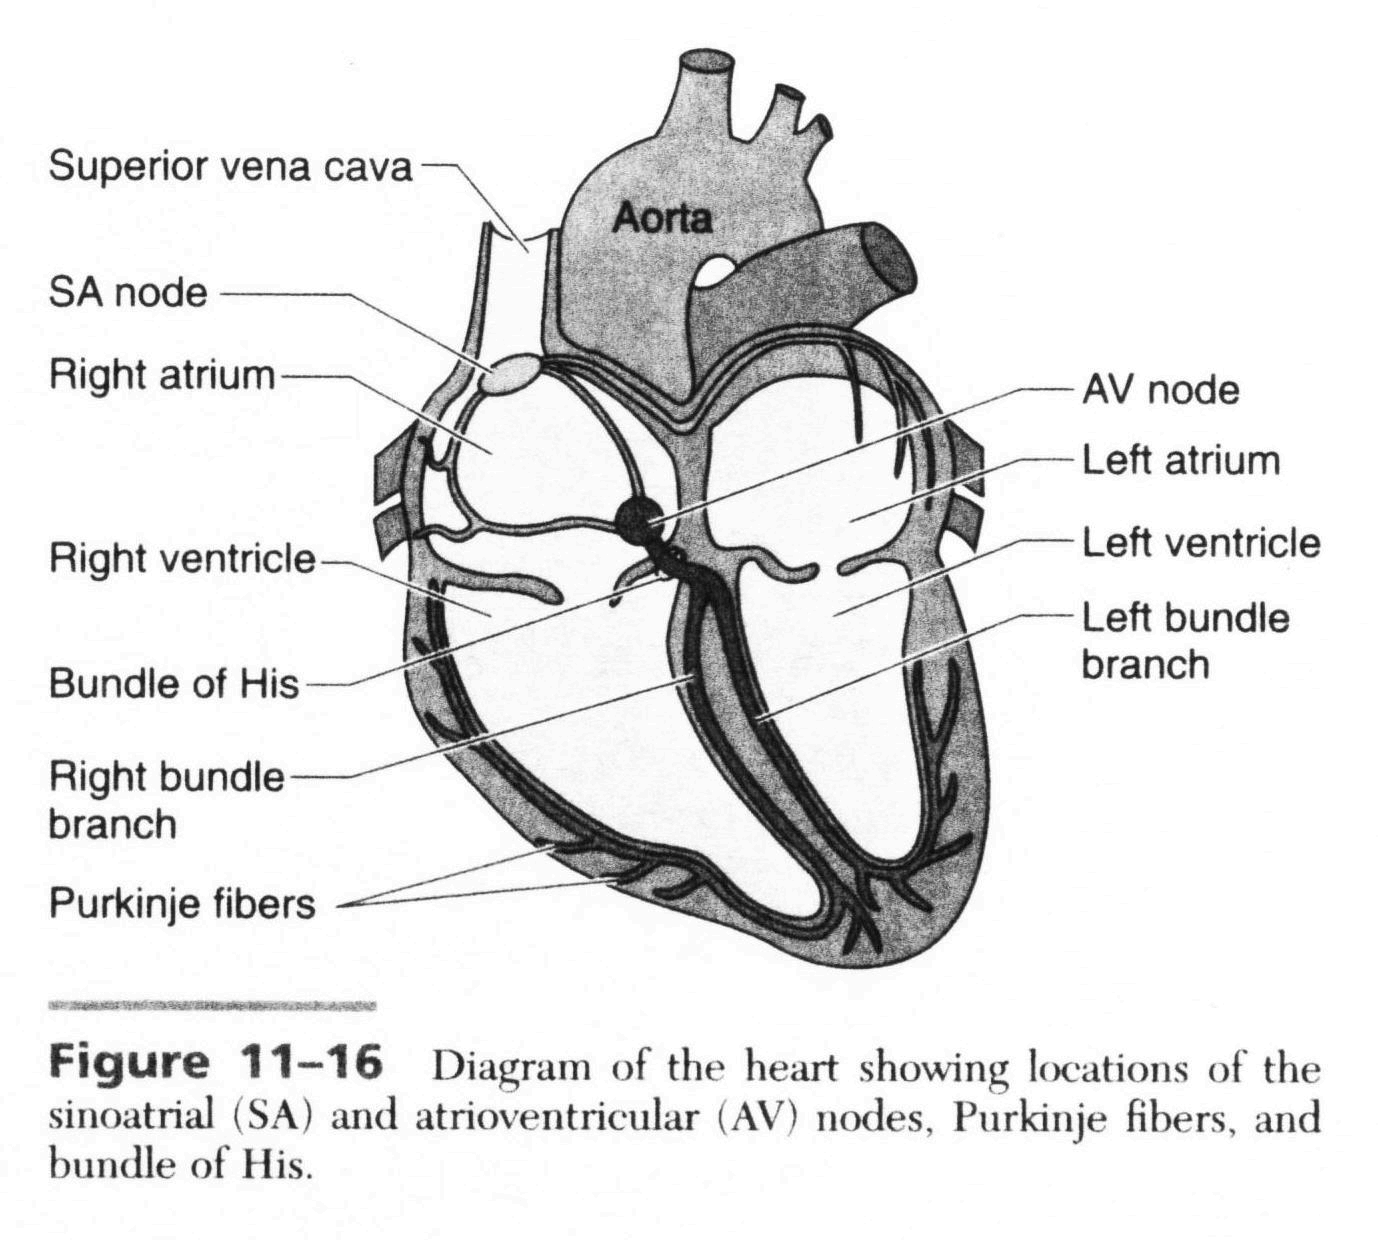 Superior vena cava
Aorta
SA node
Right atrium
AV node
Left atrium
Right ventricle
Left ventricle
Left bundle
branch
Bundle of His
Right bundle
branch
Purkinje fibers
Figure 11–16 Diagram of the heart showing locations of the
sinoatrial (SA) and atrioventricular (AV) nodes, Purkinje fibers, and
bundle of His.